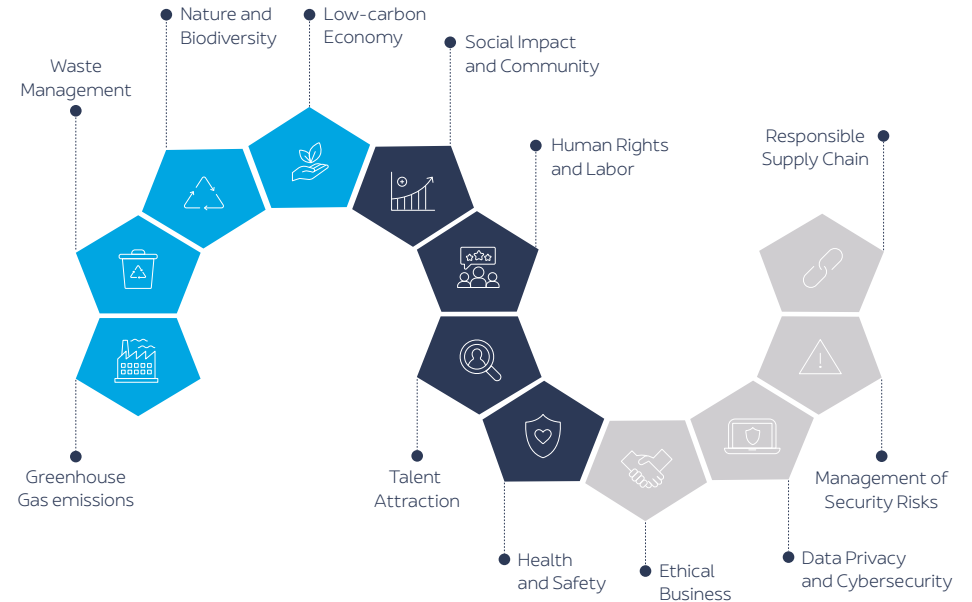 Nature and
Biodiversity
Low-carbon
Economy
Social Impact
and Community
Waste
Management
Human Rights
and Labor
Responsible
Supply Chain
Greenhouse
Gas emissions
Talent
Attraction
Management of
Security Risks
Health
and Safety
Ethical
Business
Data Privacy
and Cybersecurity